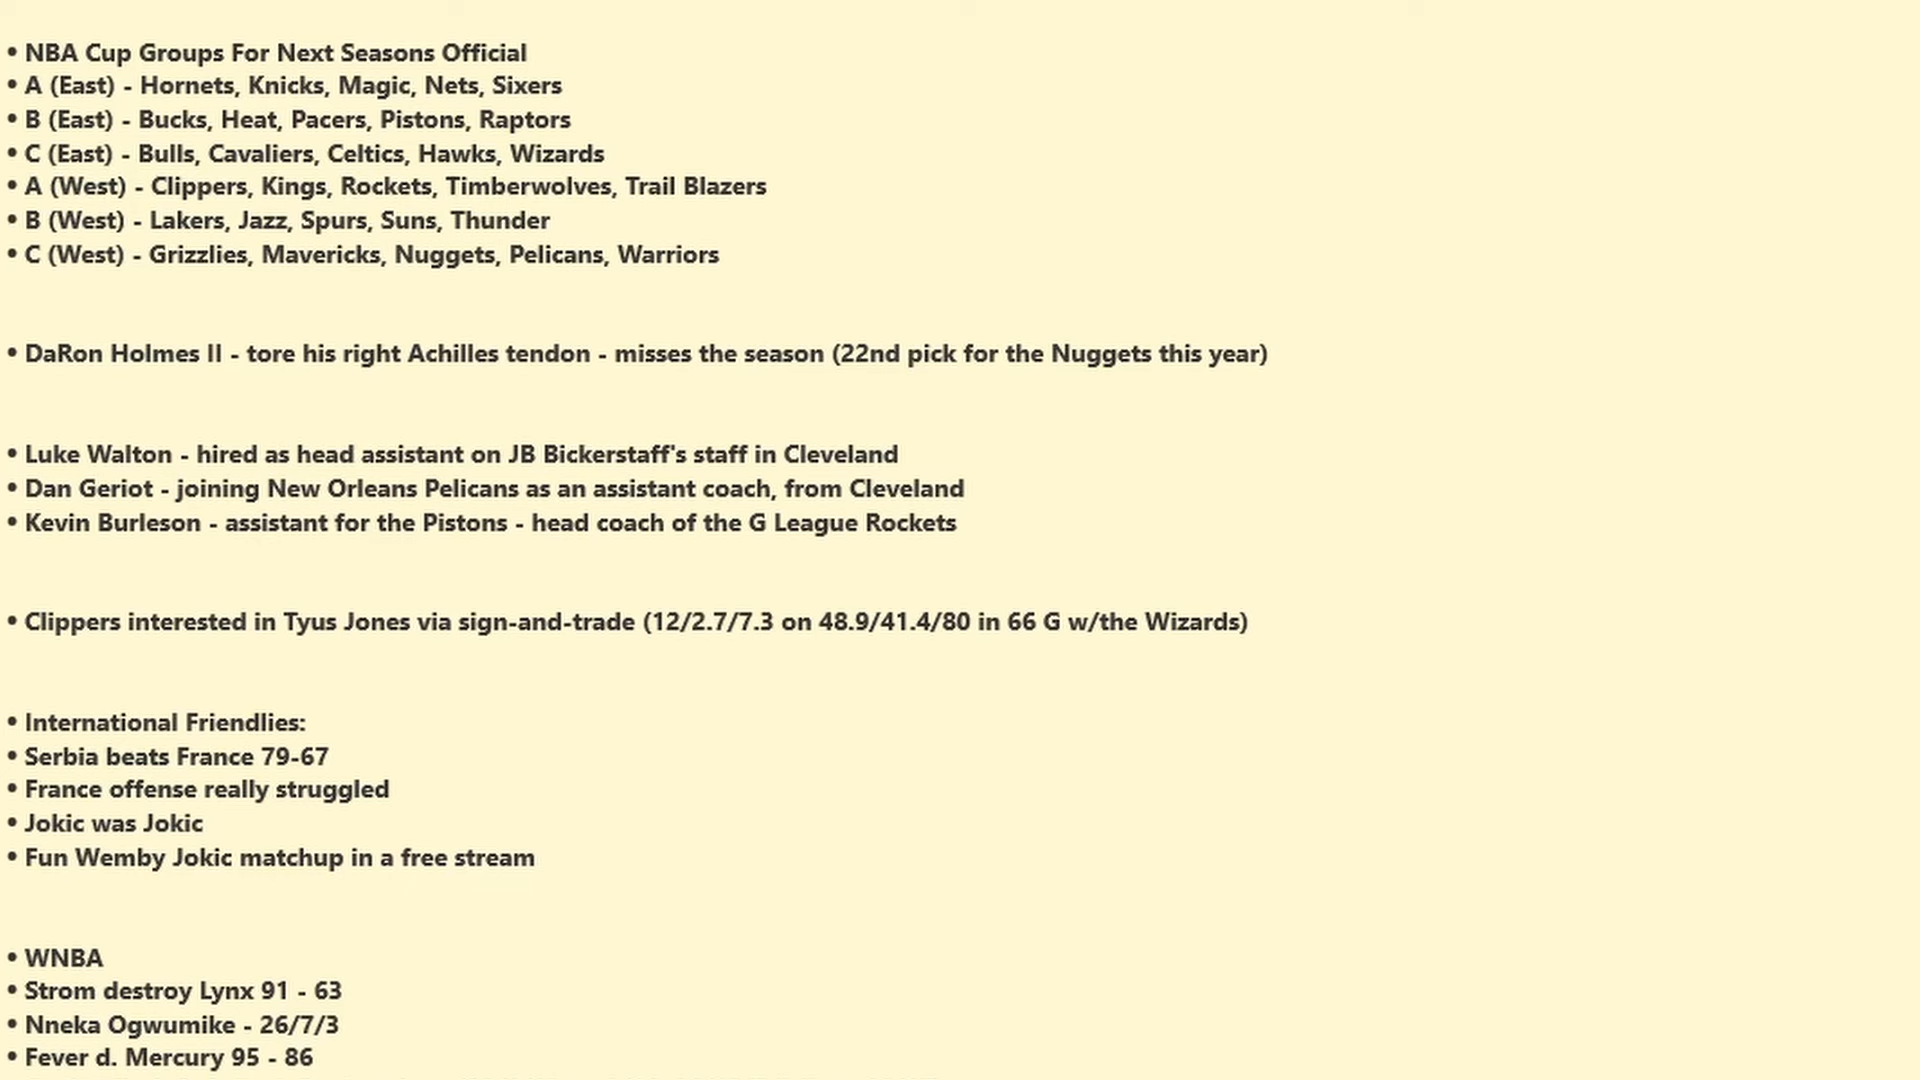 • NBA Cup Groups For Next Seasons Official
• A (East) - Hornets, Knicks, Magic, Nets, Sixers
• B (East) - Bucks, Heat, Pacers, Pistons, Raptors
• C (East) - Bulls, Cavaliers, Celtics, Hawks, Wizards
• A (West) - Clippers, Kings, Rockets, Timberwolves, Trail Blazers
• B (West) - Lakers, Jazz, Spurs, Suns, Thunder
• C (West) - Grizzlies, Mavericks, Nuggets, Pelicans, Warriors
• DaRon Holmes II - tore his right Achilles tendon - misses the season (22nd pick for the Nuggets this year)
• Luke Walton - hired as head assistant on JB Bickerstaff's staff in Cleveland
• Dan Geriot - joining New Orleans Pelicans as an assistant coach, from Cleveland
• Kevin Burleson - assistant for the Pistons - head coach of the G League Rockets
• Clippers interested in Tyus Jones via sign-and-trade (12/2.7/7.3 on 48.9/41.4/80 in 66 G w/the Wizards)
• International Friendlies:
• Serbia beats France 79-67
• France offense really struggled
• Jokic was Jokic
• Fun Wemby Jokic matchup in a free stream
• WNBA
• Strom destroy Lynx 91 - 63
• Nneka Ogwumike - 26/7/3
• Fever d. Mercury 95 - 86